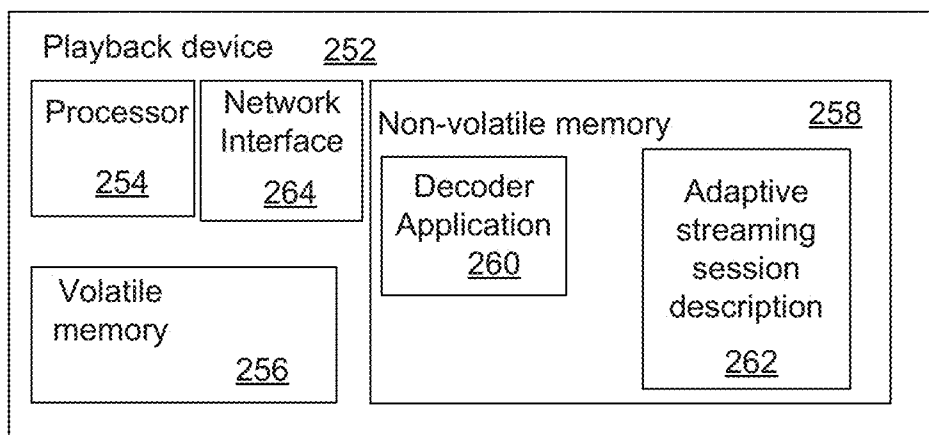 Playback device 252
Processor
254
Network
Interface
264
Non-volatile memory 258
Decoder
Application
260
Adaptive
streaming
session
description
262
Volatile
memory
256